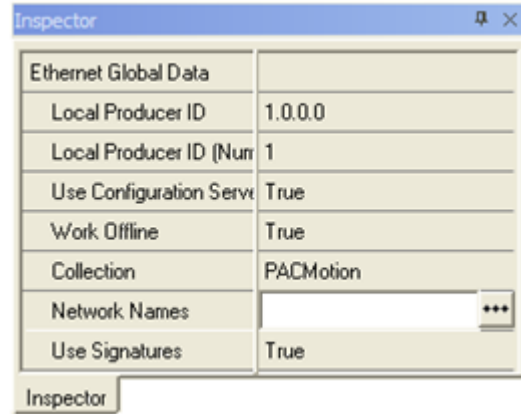 Inspector
Ethernet Global Data
Local Producer ID 1.0.0.0
Local Producer ID (Num 1
Use Configuration Serve True
Work Offline True
Collection PACMotion
Network Names
Use Signatures True
Inspector